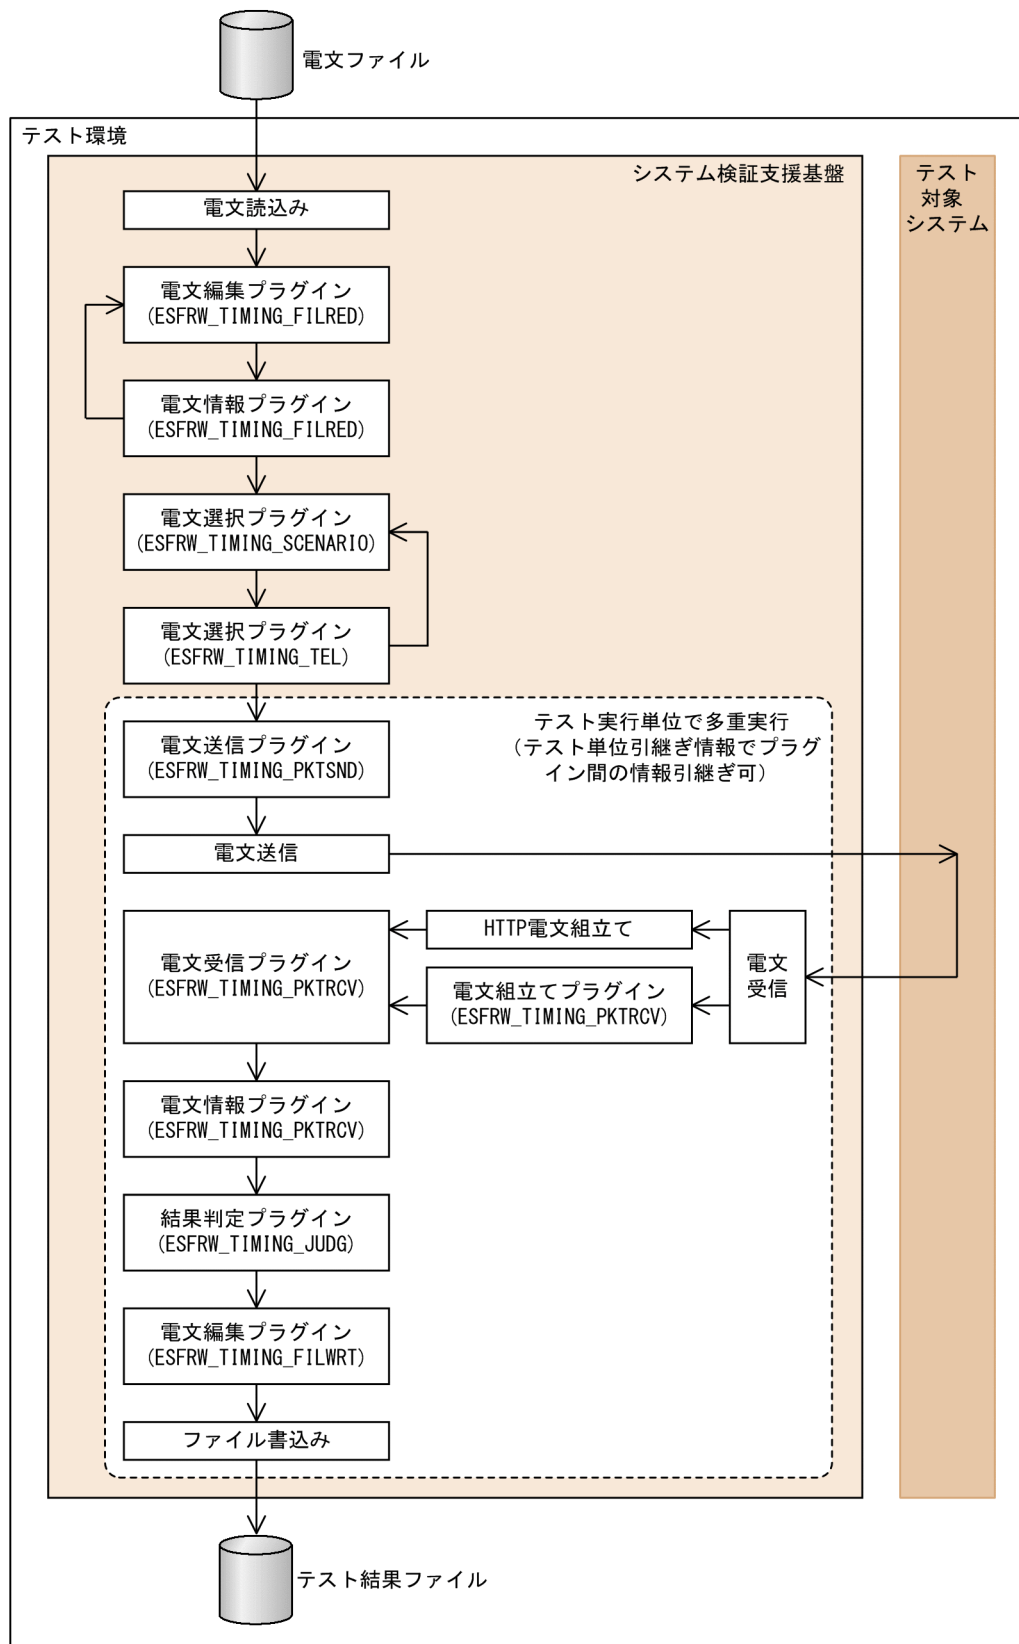 電文ファイル
テスト環境
システム検証支援基盤
テスト
対象
システム
電文読込み
電文編集プラグイン
(ESFRW_TIMING_FILRED)
電文情報プラグイン
(ESFRW_TIMING_FILRED)
電文選択プラグイン
(ESFRW_TIMING_SCENARIO)
電文選択プラグイン
(ESFRW_TIMING_TEL)
テスト実行単位で多重実行
（テスト単位引継ぎ情報でプラグ
イン間の情報引継ぎ可）
電文送信プラグイン
(ESFRW_TIMING_PKTSND)
電文送信
HTTP電文組立て
電文受信プラグイン
(ESFRW_TIMING_PKTRCV)
電文組立てプラグイン
(ESFRW_TIMING_PKTRCV)
電文
受信
電文情報プラグイン
(ESFRW_TIMING_PKTRCV)
結果判定プラグイン
(ESFRW_TIMING_JUDG)
電文編集プラグイン
(ESFRW_TIMING_FILWRT)
ファイル書込み
テスト結果ファイル